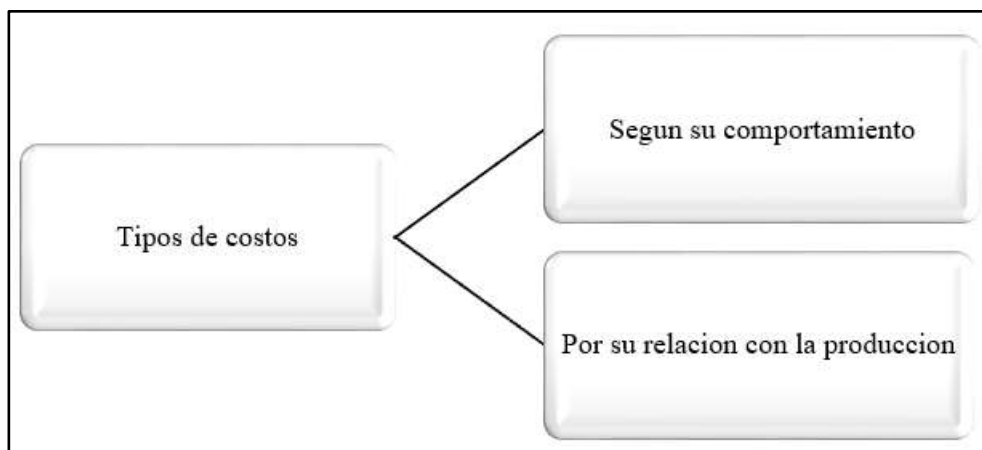 Tipos de costos
Segun su comportamiento
Por su relacion con la produccion